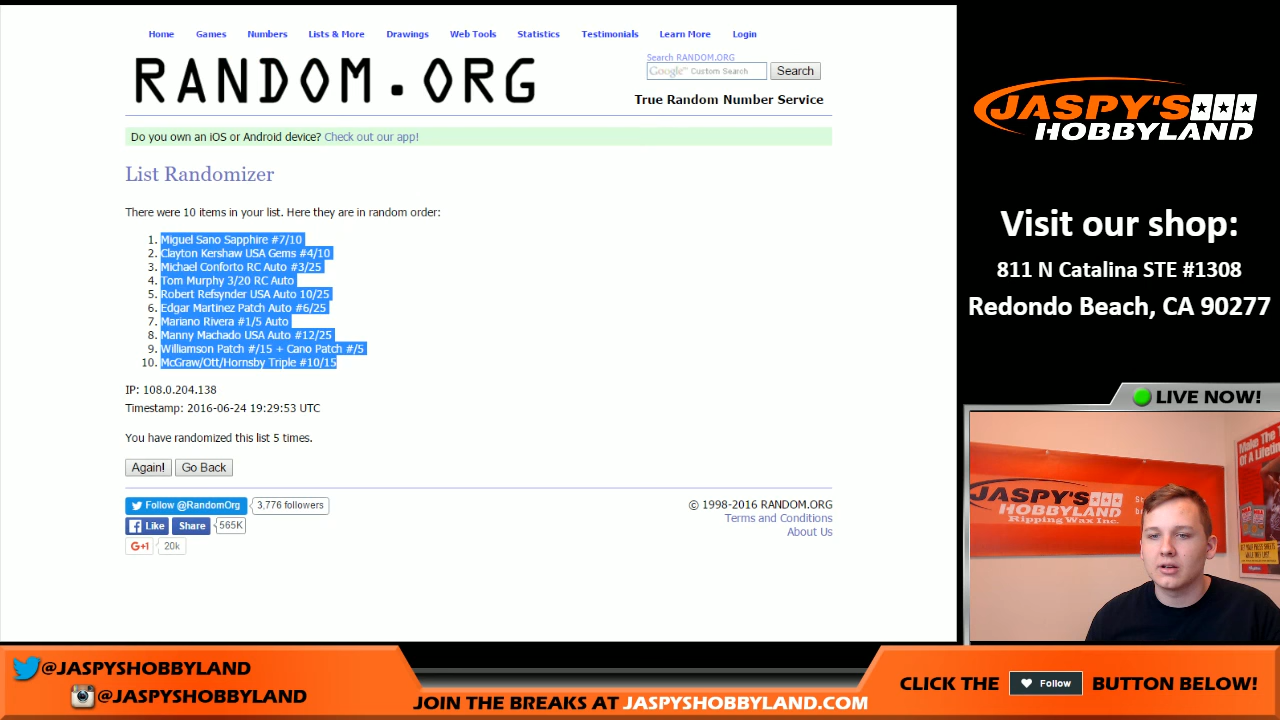 Home Games Numbers Lists & More Drawings Web Tools Statistics Testimonials Learn More Login
RANDOM.ORG
Search RANDOM.ORG
Google™ Custom Search Search
True Random Number Service
Do you own an iOS or Android device? Check out our app!
List Randomizer
There were 10 items in your list. Here they are in random order:
1. Miguel Sano Sapphire #7/10
2. Clayton Kershaw USA Gems #4/10
3. Michael Conforto RC Auto #3/25
4. Tom Murphy 3/20 RC Auto
5. Robert Refsynder USA Auto 10/25
6. Edgar Martinez Patch Auto #6/25
7. Mariano Rivera #1/5 Auto
8. Manny Machado USA Auto #12/25
9. Williamson Patch #/15 + Cano Patch #/5
10. McGraw/Ott/Hornsby Triple #10/15
IP: 108.0.204.138
Timestamp: 2016-06-24 19:29:53 UTC
You have randomized this list 5 times.
Again! Go Back
Follow @RandomOrg 3,776 followers
Like Share 565K
G+1 20k
© 1998-2016 RANDOM.ORG
Terms and Conditions
About Us
JASPY'S
HOBBYLAND
Visit our shop:
811 N Catalina STE #1308
Redondo Beach, CA 90277
LIVE NOW!
JASPY'S
HOBBYLAND
Ripping Wax Inc.
Make The
Of A Lifetime
@JASPYSHOBBYLAND
@JASPYSHOBBYLAND
JOIN THE BREAKS AT JASPYSHOBBYLAND.COM
CLICK THE Follow BUTTON BELOW!